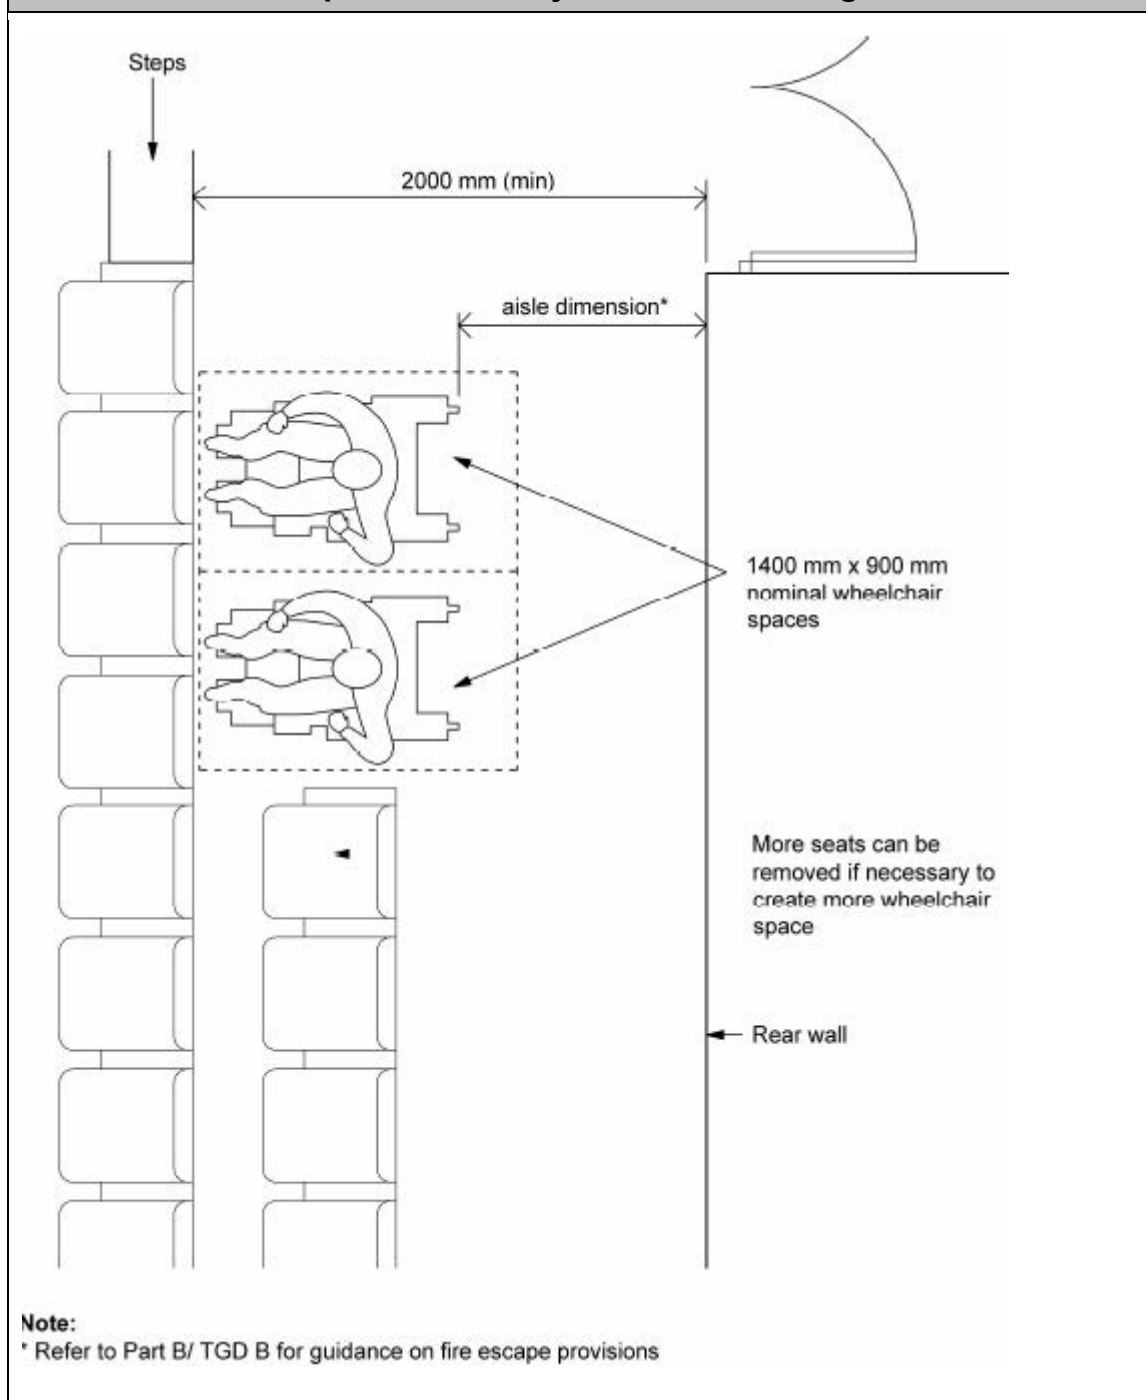 Steps
2000 mm (min)
aisle dimension*
1400 mm x 900 mm
nominal wheelchair
spaces
More seats can be
removed if necessary to
create more wheelchair
space
Rear wall
Note:
* Refer to Part B/ TGD B for guidance on fire escape provisions